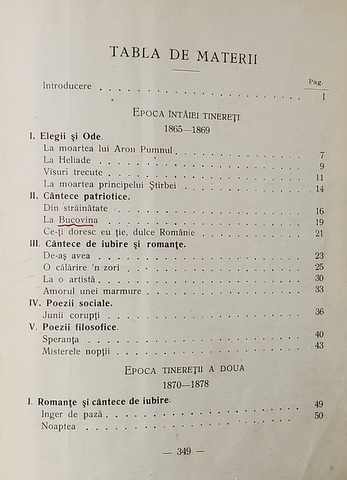 TABLA DE MATERII
Pag.
Introducere . . . . . . . . . . . . . . . . . 1
EPOCA ÎNTÂIEI TINEREȚI
1865—1869
I. Elegii și Ode.
La moartea lui Aron Pumnul . . . . . . . . . . . 7
La Heliade . . . . . . . . . . . . . . . . . 9
Visuri trecute . . . . . . . . . . . . . . . . 11
La moartea principelui Știrbei . . . . . . . . . . 14
II. Cântece patriotice.
Din străinătate . . . . . . . . . . . . . . . 16
La Bucovina . . . . . . . . . . . . . . . . 19
Ce-ți doresc eu ție, dulce Românie . . . . . . . . 21
III. Cântece de iubire și romanțe.
De-aș avea . . . . . . . . . . . . . . . . 23
O călărire 'n zori . . . . . . . . . . . . . . 25
La o artistă . . . . . . . . . . . . . . . . 30
Amorul unei marmure . . . . . . . . . . . . . 33
IV. Poezii sociale.
Junii corupți . . . . . . . . . . . . . . . . 36
V. Poezii filosofice.
Speranța . . . . . . . . . . . . . . . . . 40
Misterele nopții . . . . . . . . . . . . . . . 43
EPOCA TINEREȚII A DOUA
1870—1878
I. Romanțe și cântece de iubire.
Inger de pază . . . . . . . . . . . . . . . . 49
Noaptea . . . . . . . . . . . . . . . . . 50
— 349 —